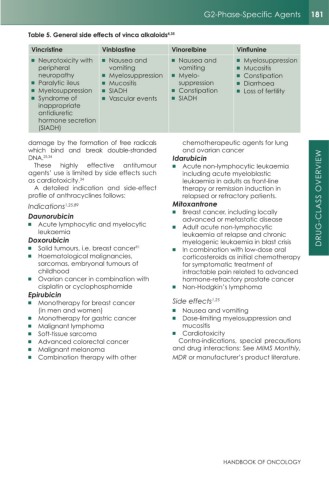 G2-Phase-Specific Agents 181
Table 5. General side effects of vinca alkaloids
Vincristine
Neurotoxicity with
peripheral
neuropathy
Paralytic ileus
Myelosuppression
Syndrome of
inappropriate
antidiuretic
hormone secretion
(SIADH)
Vinblastine
Nausea and
vomiting
Myelosuppression
Mucositis
SIADH
Vascular events
Vinorelbine
Nausea and
vomiting
Myelo-
suppression
Constipation
SIADH
Vinflunine
Myelosuppression
Mucositis
Constipation
Diarrhoea
Loss of fertility
damage by the formation of free radicals
which bind and break double-stranded
DNA.
These highly effective antitumour
agents' use is limited by side effects such
as cardiotoxicity.
A detailed indication and side-effect
profile of anthracyclines follows:
Indications
Daunorubicin
■ Acute lymphocytic and myelocytic
leukaemia
Doxorubicin
■ Solid tumours, i.e. breast cancer
■ Haematological malignancies,
sarcomas, embryonal tumours of
childhood
■ Ovarian cancer in combination with
cisplatin or cyclophosphamide
Epirubicin
■ Monotherapy for breast cancer
(in men and women)
■ Monotherapy for gastric cancer
■ Malignant lymphoma
■ Soft-tissue sarcoma
■ Advanced colorectal cancer
■ Malignant melanoma
■ Combination therapy with other
chemotherapeutic agents for lung
and ovarian cancer
Idarubicin
■ Acute non-lymphocytic leukaemia
including acute myeloblastic
leukaemia in adults as front-line
therapy or remission induction in
relapsed or refractory patients.
Mitoxantrone
■ Breast cancer, including locally
advanced or metastatic disease
■ Adult acute non-lymphocytic
leukaemia at relapse and chronic
myelogenic leukaemia in blast crisis
■ In combination with low-dose oral
corticosteroids as initial chemotherapy
for symptomatic treatment of
intractable pain related to advanced
hormone-refractory prostate cancer
■ Non-Hodgkin's lymphoma
Side effects
■ Nausea and vomiting
■ Dose-limiting myelosuppression and
mucositis
■ Cardiotoxicity
Contra-indications, special precautions
and drug interactions: See MIMS Monthly,
MDR or manufacturer's product literature.
DRUG-CLASS OVERVIEW
HANDBOOK OF ONCOLOGY